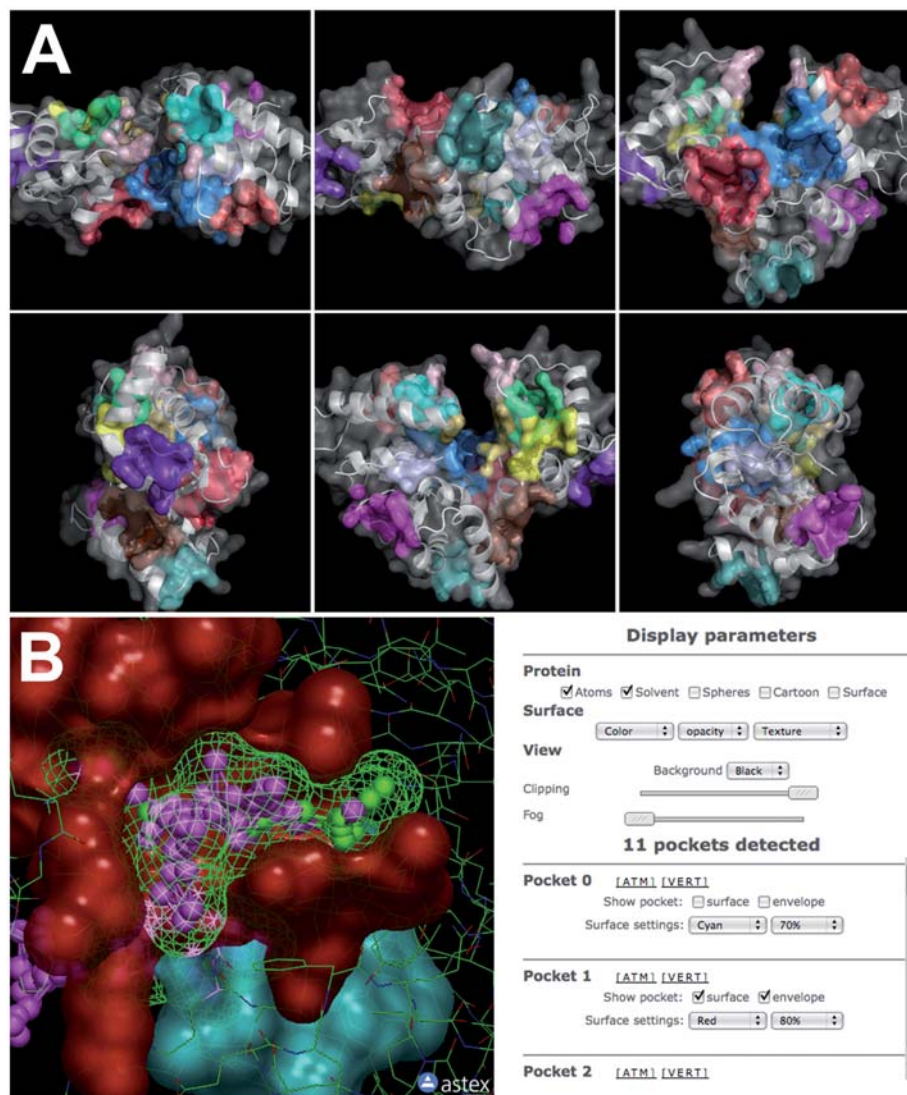 A
B
astex
Display parameters
Protein
Atoms Solvent Spheres Cartoon Surface
Surface
Color opacity Texture
View
Background Black
Clipping
Fog
11 pockets detected
Pocket 0 [ATM] [VERT]
Show pocket: surface envelope
Surface settings: Cyan 70%
Pocket 1 [ATM] [VERT]
Show pocket: surface envelope
Surface settings: Red 80%
Pocket 2 [ATM] [VERT]